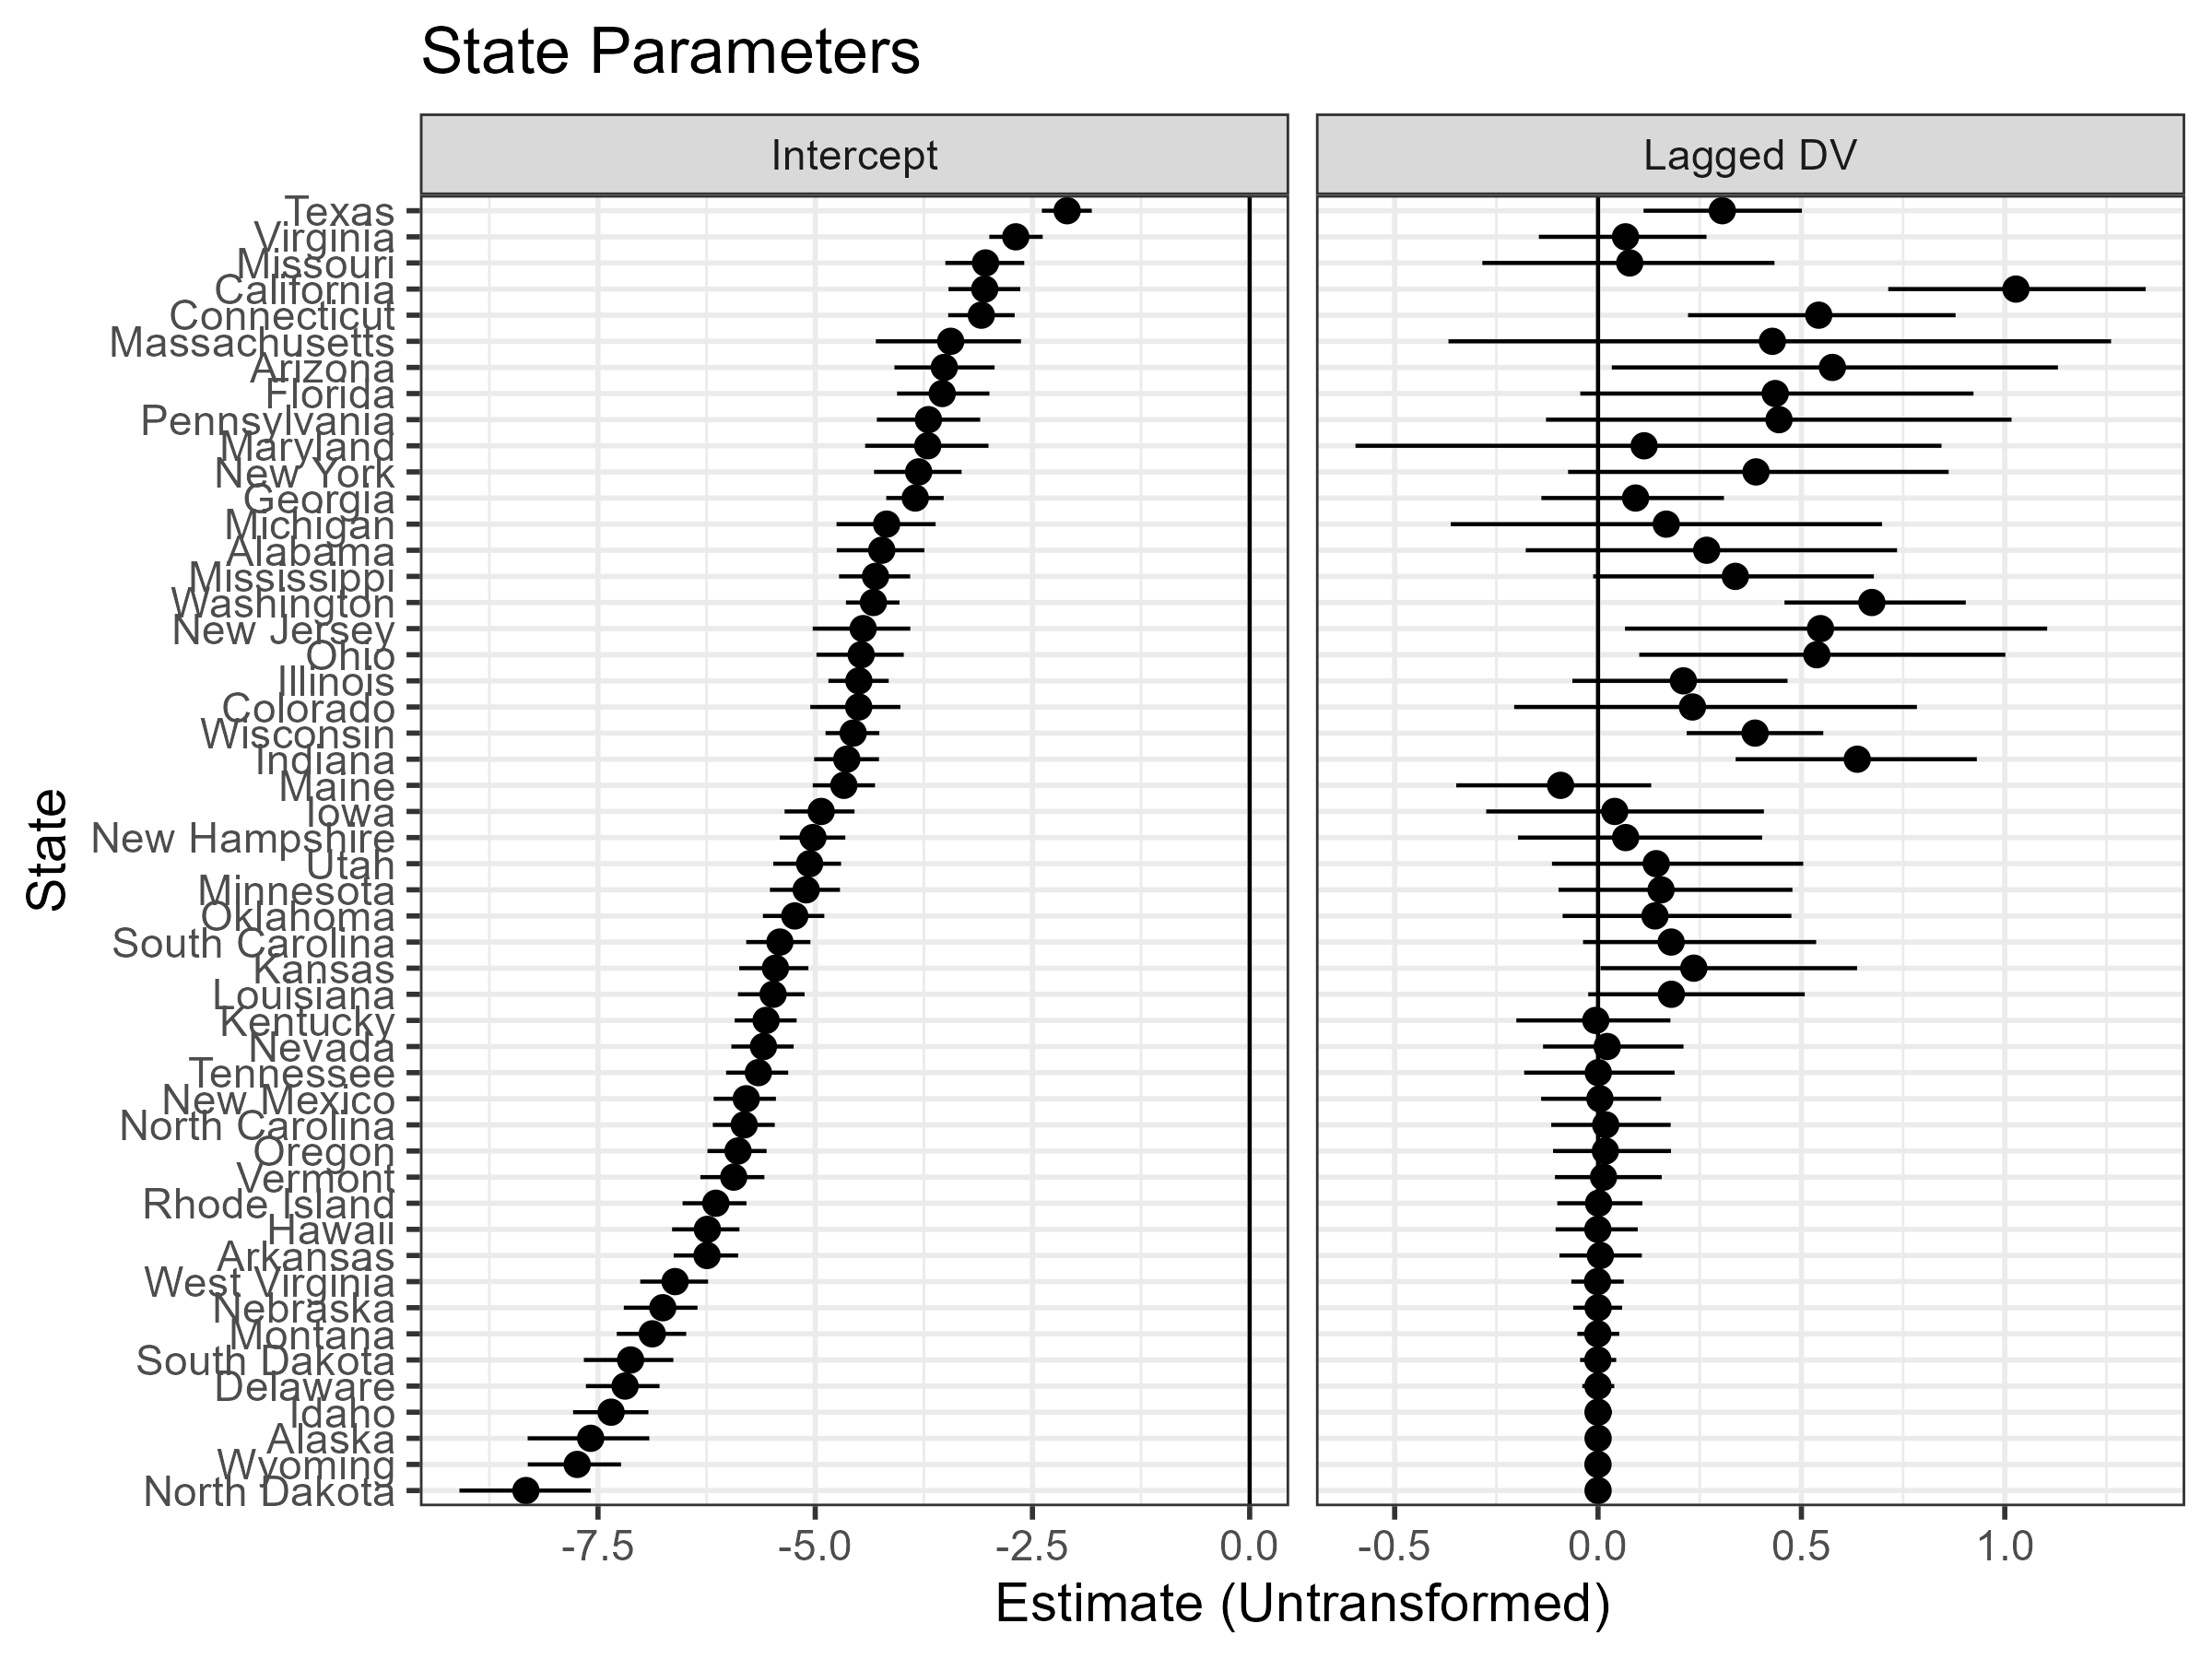 State Parameters
Intercept
Lagged DV
Texas
Virginia
Missouri
California
Connecticut
Massachusetts
Arizona
Florida
Pennsylvania
Maryland
New York
Georgia
Michigan
Alabama
Mississippi
Washington
New Jersey
Ohio
Illinois
Colorado
Wisconsin
Indiana
Maine
Iowa
New Hampshire
Utah
Minnesota
Oklahoma
South Carolina
Kansas
Louisiana
Kentucky
Nevada
Tennessee
New Mexico
North Carolina
Oregon
Vermont
Rhode Island
Hawaii
Arkansas
West Virginia
Nebraska
Montana
South Dakota
Delaware
Idaho
Alaska
Wyoming
North Dakota
State
-7.5 -5.0 -2.5 0.0 -0.5 0.0 0.5 1.0
Estimate (Untransformed)